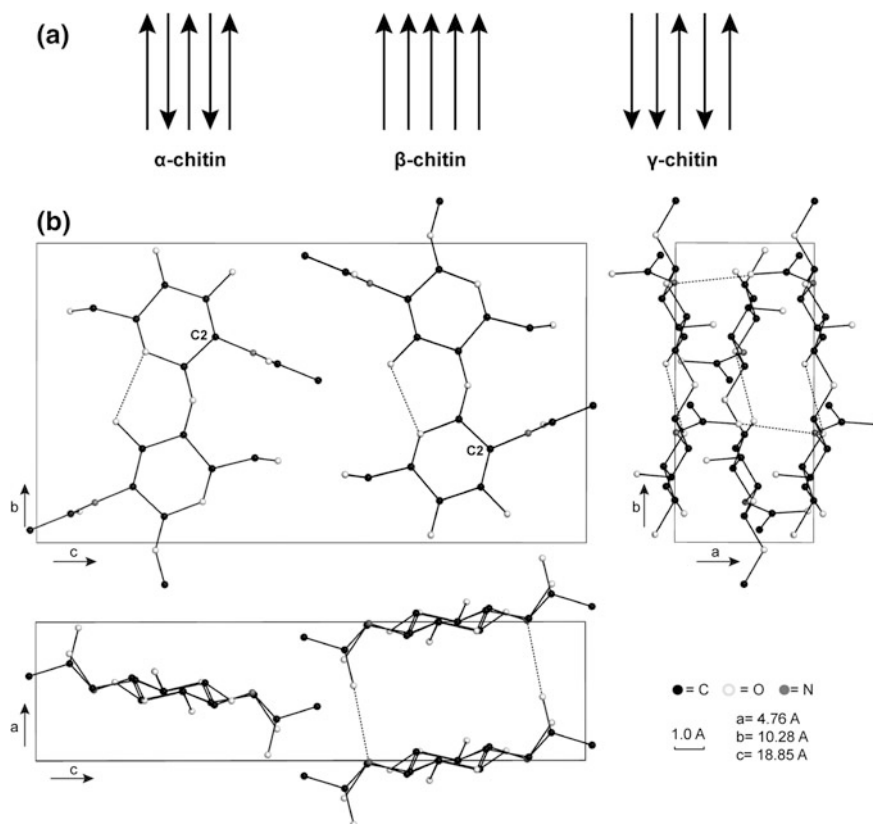 (a)
α-chitin β-chitin γ-chitin
(b)
C2
C2
b
c
b
a
a
c
= C = O = N
1.0 A
a= 4.76 A
b= 10.28 A
c= 18.85 A